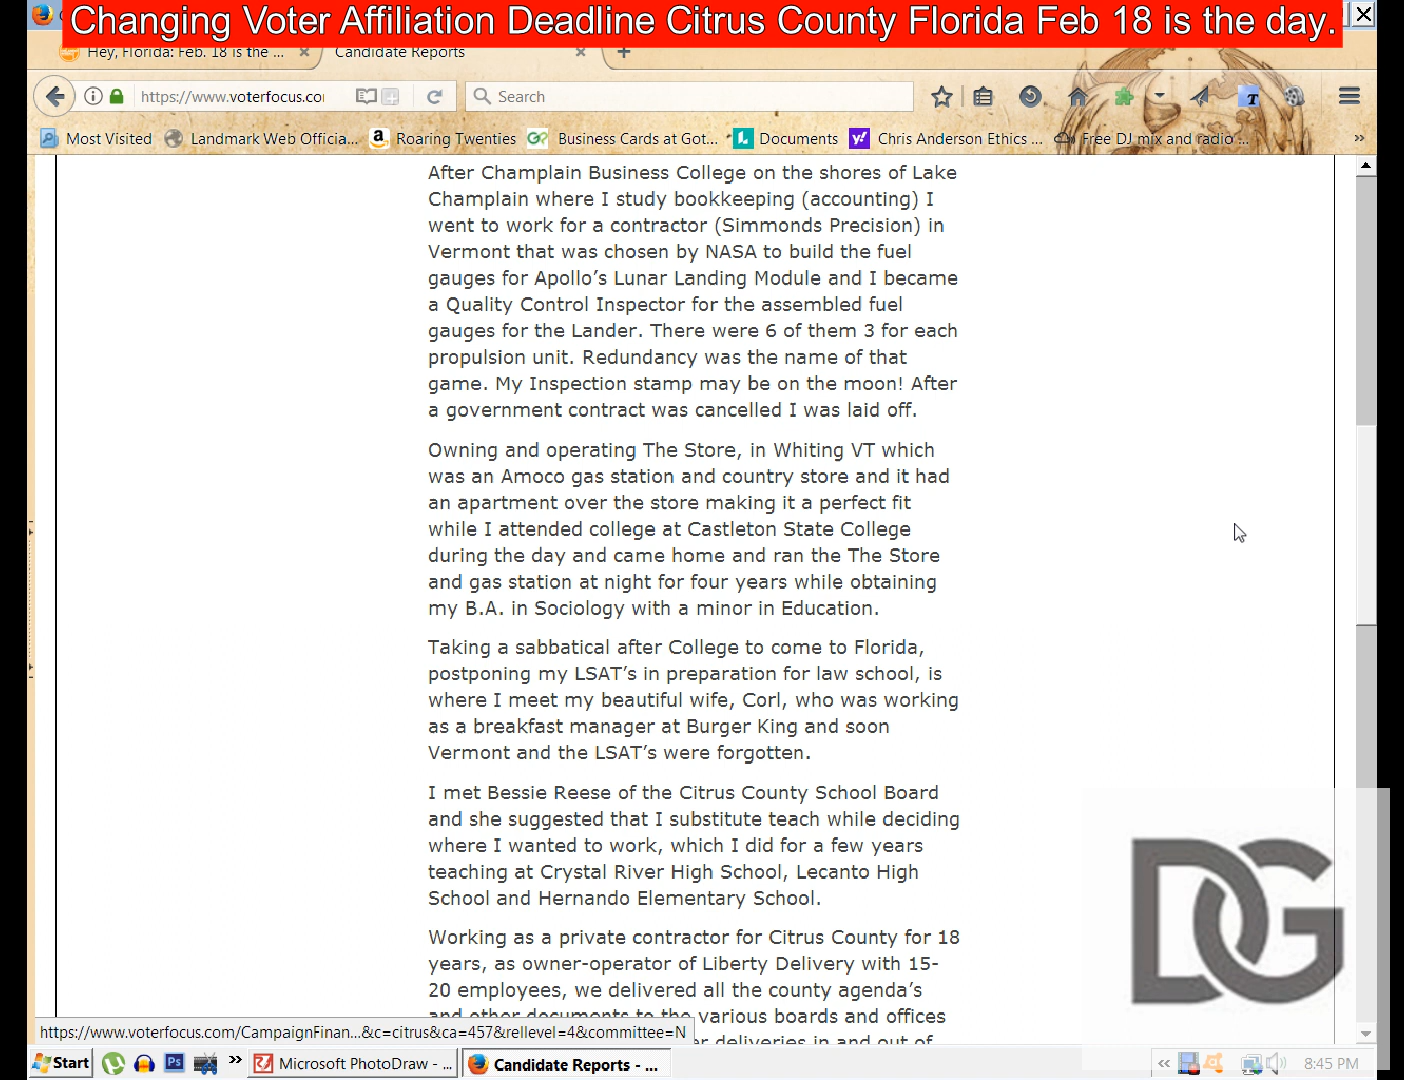 Changing Voter Affiliation Deadline Citrus County Florida Feb 18 is the day.
Hey, Florida: Feb. 18 is the ...
Candidate Reports
https://www.voterfocus.co
Search
Most Visited
Landmark Web Officia...
Roaring Twenties
Business Cards at Got...
Documents
Chris Anderson Ethics ...
Free DJ mix and radio ...
After Champlain Business College on the shores of Lake
Champlain where I study bookkeeping (accounting) I
went to work for a contractor (Simmonds Precision) in
Vermont that was chosen by NASA to build the fuel
gauges for Apollo’s Lunar Landing Module and I became
a Quality Control Inspector for the assembled fuel
gauges for the Lander. There were 6 of them 3 for each
propulsion unit. Redundancy was the name of that
game. My Inspection stamp may be on the moon! After
a government contract was cancelled I was laid off.
Owning and operating The Store, in Whiting VT which
was an Amoco gas station and country store and it had
an apartment over the store making it a perfect fit
while I attended college at Castleton State College
during the day and came home and ran the The Store
and gas station at night for four years while obtaining
my B.A. in Sociology with a minor in Education.
Taking a sabbatical after College to come to Florida,
postponing my LSAT’s in preparation for law school, is
where I meet my beautiful wife, Corl, who was working
as a breakfast manager at Burger King and soon
Vermont and the LSAT’s were forgotten.
I met Bessie Reese of the Citrus County School Board
and she suggested that I substitute teach while deciding
where I wanted to work, which I did for a few years
teaching at Crystal River High School, Lecanto High
School and Hernando Elementary School.
Working as a private contractor for Citrus County for 18
years, as owner-operator of Liberty Delivery with 15-
20 employees, we delivered all the county agenda’s
and other documents to the various boards and offices
deliveries in and out of
DG
https://www.voterfocus.com/CampaignFinan...&c=citrus&ca=457&rellevel=4&committee=N
Start
Ps
Microsoft PhotoDraw - ...
Candidate Reports - ...
8:45 PM